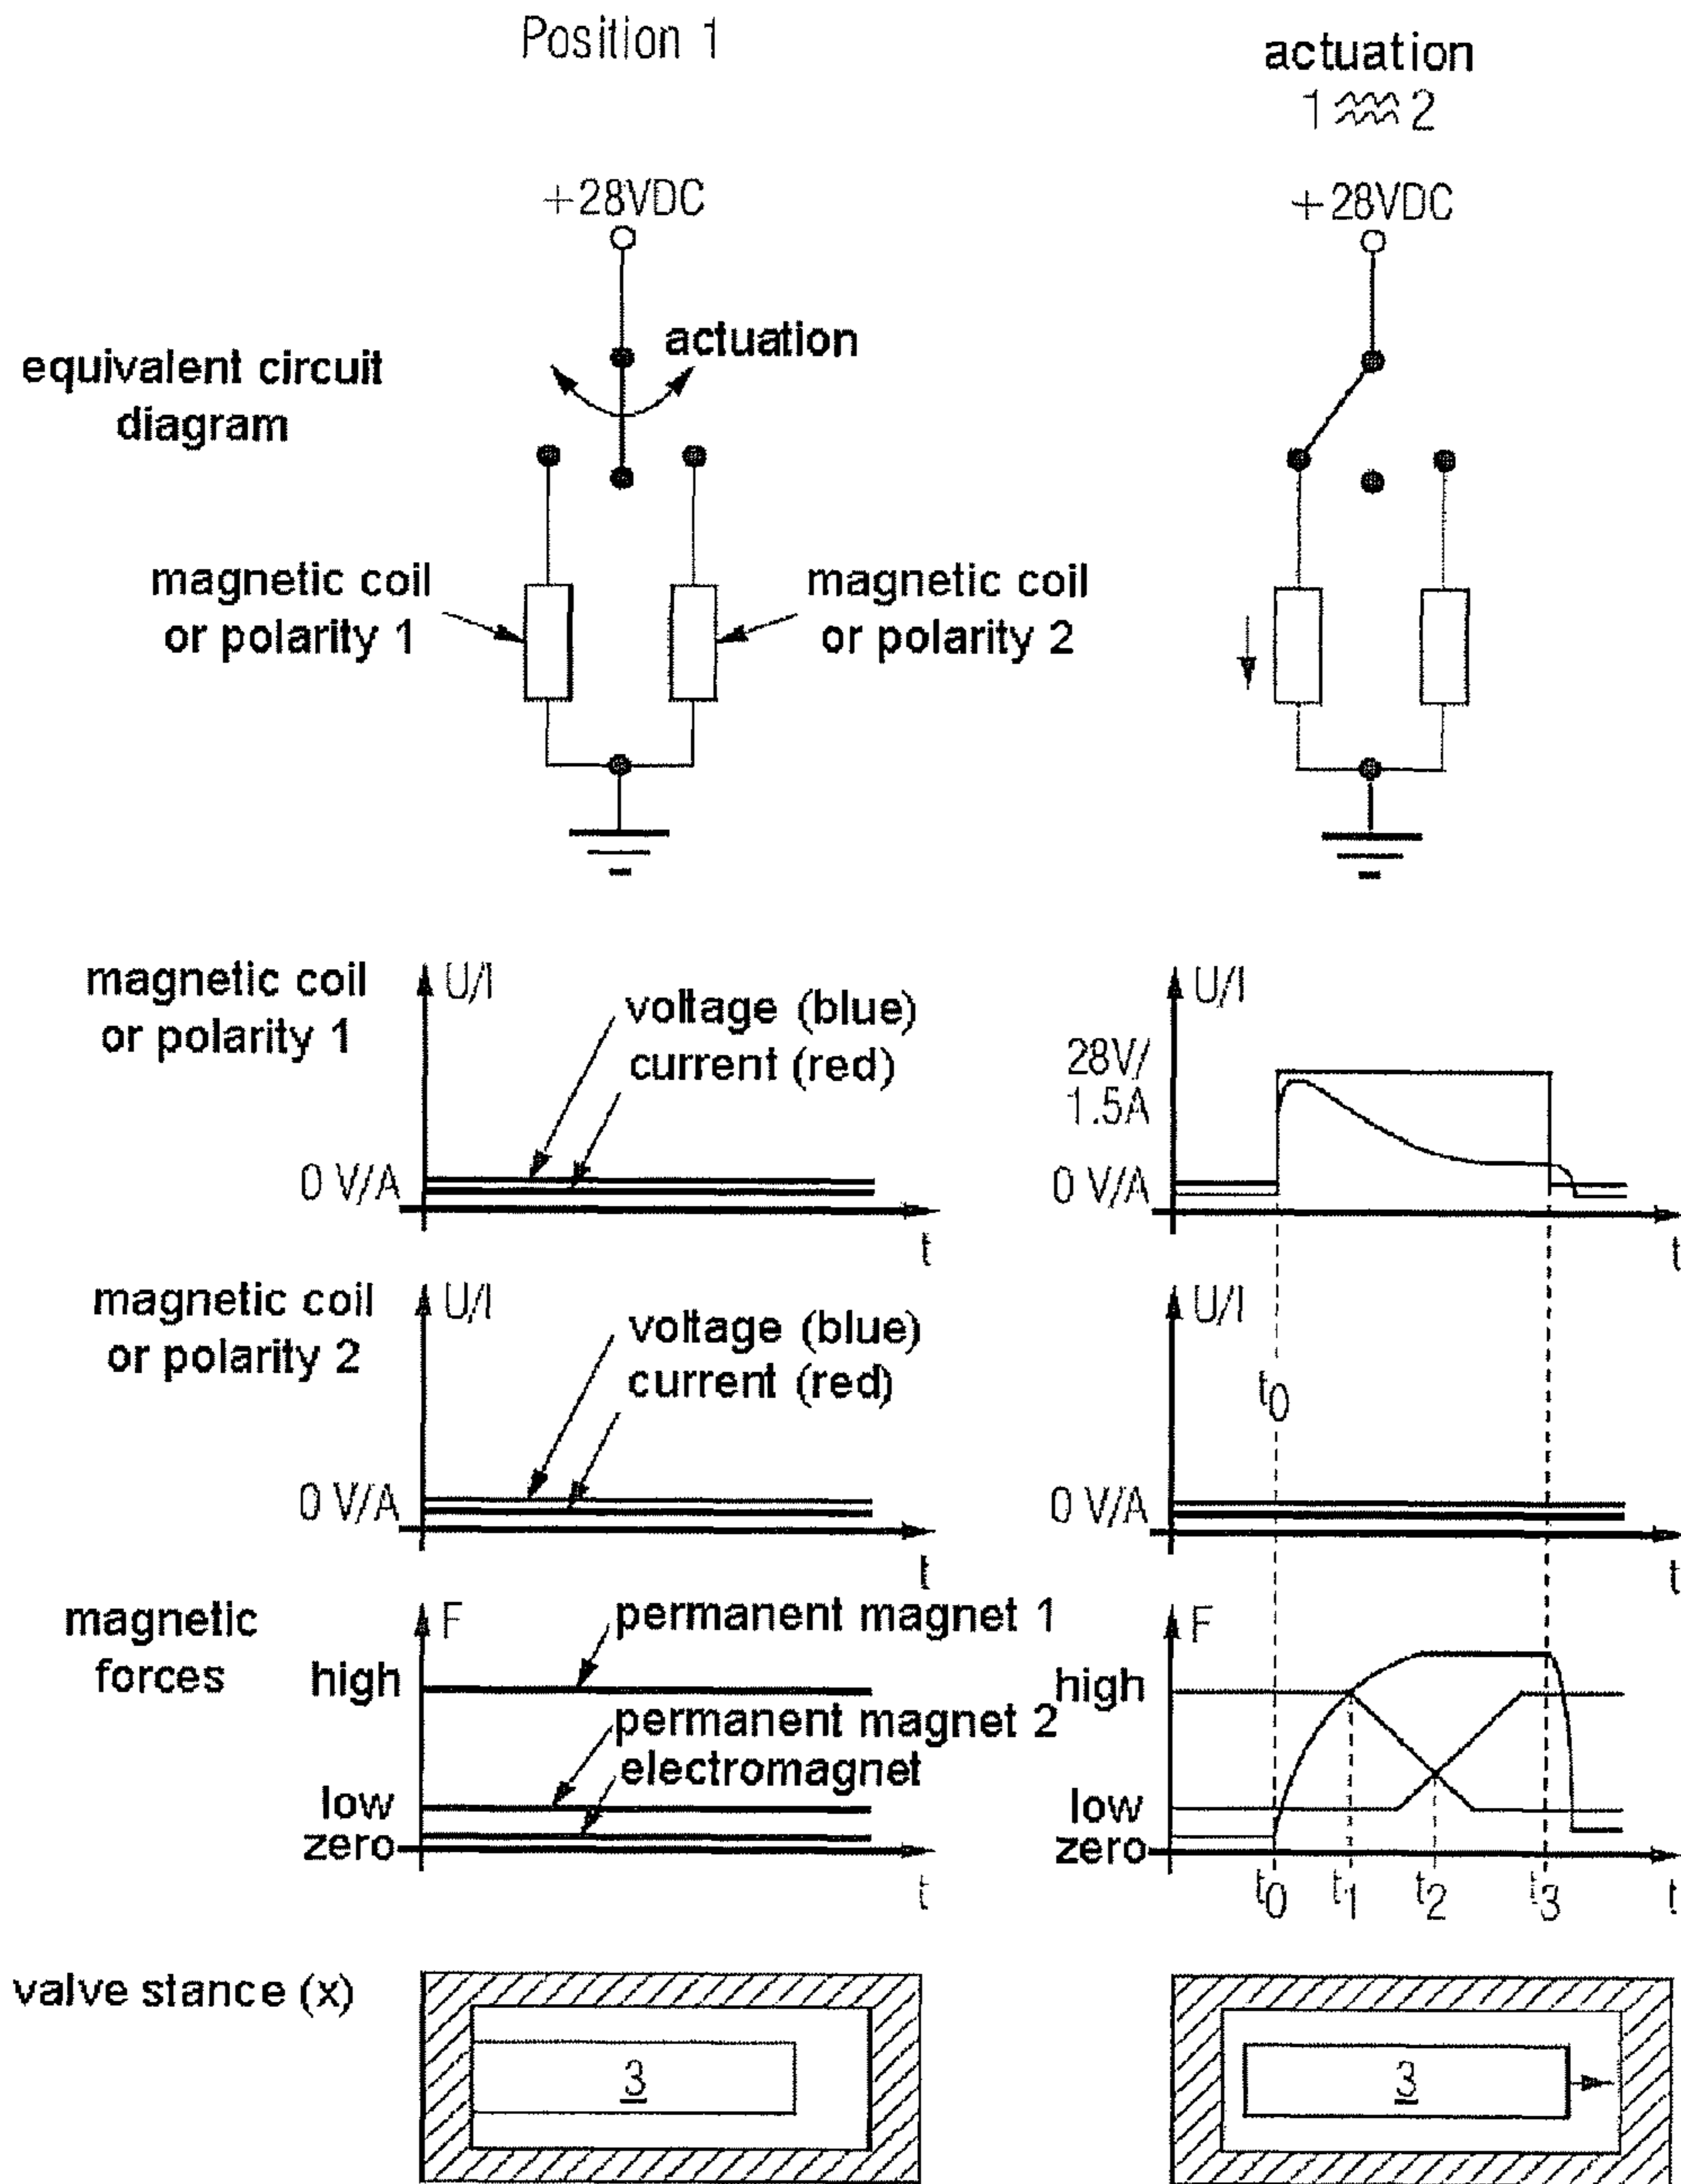 Position 1
actuation
1 2
+28VDC
+28VDC
equivalent circuit
diagram
actuation
magnetic coil
or polarity 1
magnetic coil
or polarity 2
magnetic coil
or polarity 1
U/I
voltage (blue)
current (red)
0 V/A
t
U/I
28V/
1.5A
0 V/A
t
magnetic coil
or polarity 2
U/I
voltage (blue)
current (red)
0 V/A
t
U/I
t0
0 V/A
t
magnetic
forces
F
permanent magnet 1
high
permanent magnet 2
electromagnet
low
zero
t
F
high
low
zero
t0 t1 t2 t3 t
valve stance (x)
3
3